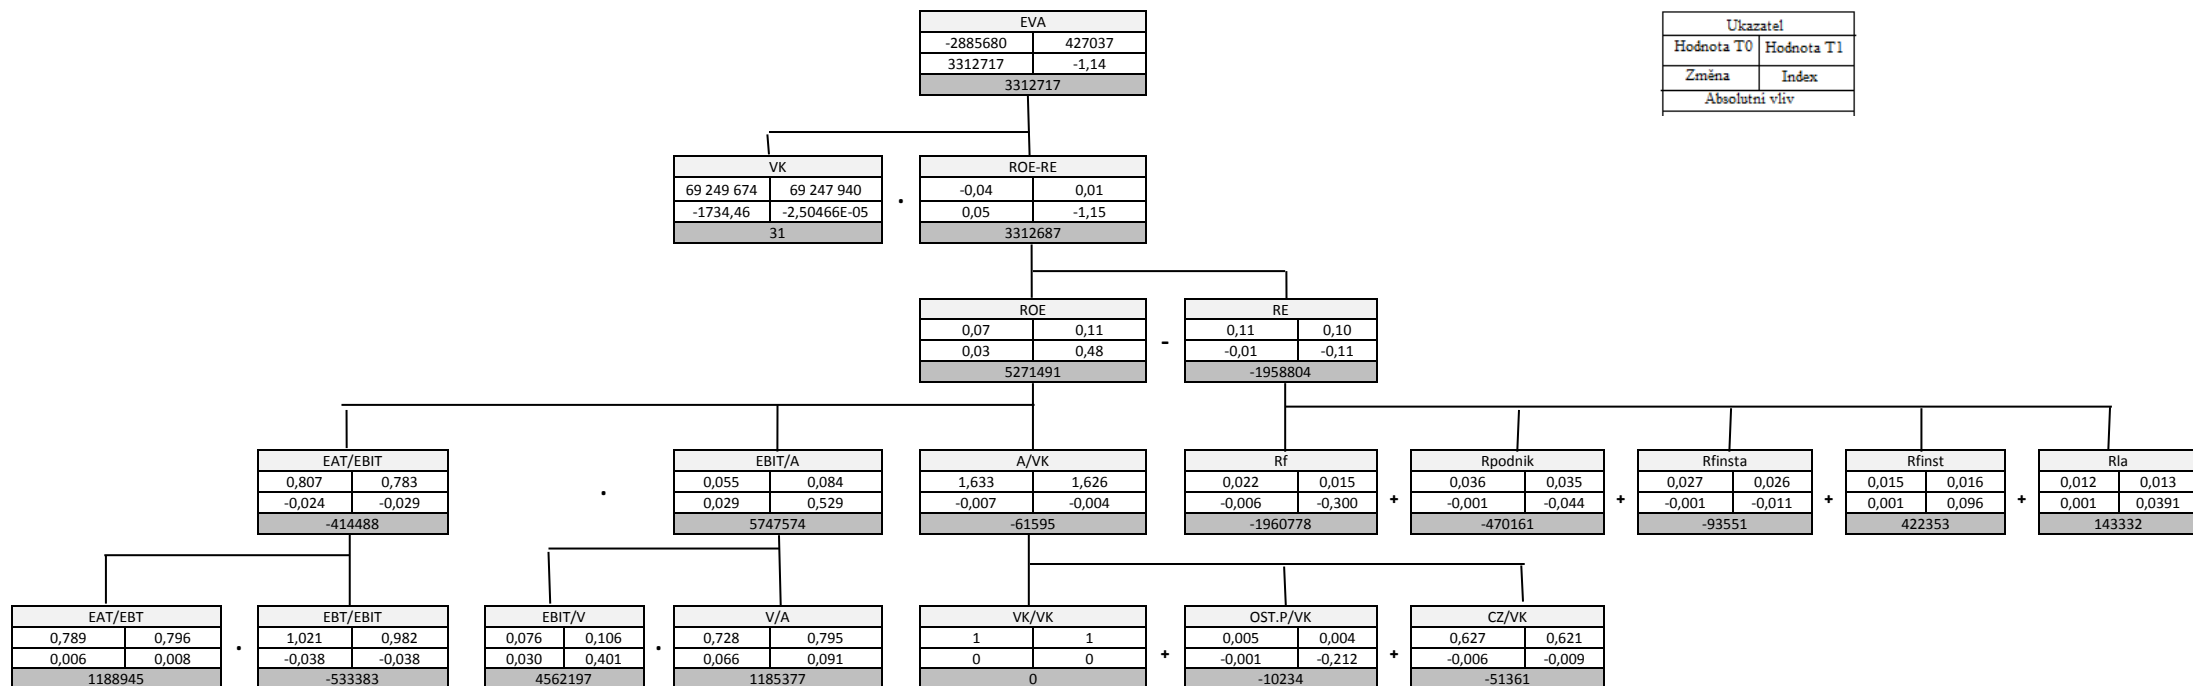 EVA
-2885680 427037
3312717 -1,14
3312717
Ukazatel
Hodnota T0 Hodnota T1
Změna Index
Absolutní vliv
VK
69 249 674 69 247 940
-1734,46 -2,50466E-05
31
.
ROE-RE
-0,04 0,01
0,05 -1,15
3312687
ROE
0,07 0,11
0,03 0,48
5271491
-
RE
0,11 0,10
-0,01 -0,11
-1958804
EAT/EBIT
0,807 0,783
-0,024 -0,029
-414488
.
EBIT/A
0,055 0,084
0,029 0,529
5747574
A/VK
1,633 1,626
-0,007 -0,004
-61595
Rf
0,022 0,015
-0,006 -0,300
-1960778
+
Rpodnik
0,036 0,035
-0,001 -0,044
-470161
+
Rfinsta
0,027 0,026
-0,001 -0,011
-93551
+
Rfinst
0,015 0,016
0,001 0,096
422353
+
Rla
0,012 0,013
0,001 0,0391
143332
EAT/EBT
0,789 0,796
0,006 0,008
1188945
.
EBT/EBIT
1,021 0,982
-0,038 -0,038
-533383
EBIT/V
0,076 0,106
0,030 0,401
4562197
.
V/A
0,728 0,795
0,066 0,091
1185377
VK/VK
1 1
0 0
0
+
OST.P/VK
0,005 0,004
-0,001 -0,212
-10234
+
CZ/VK
0,627 0,621
-0,006 -0,009
-51361